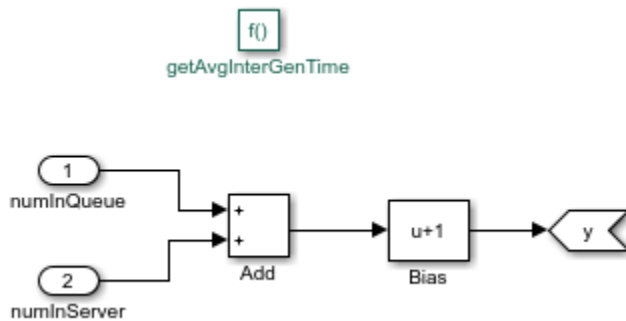 f()
getAvgInterGenTime
1
numInQueue
+
+
Add
u+1
Bias
y
2
numInServer